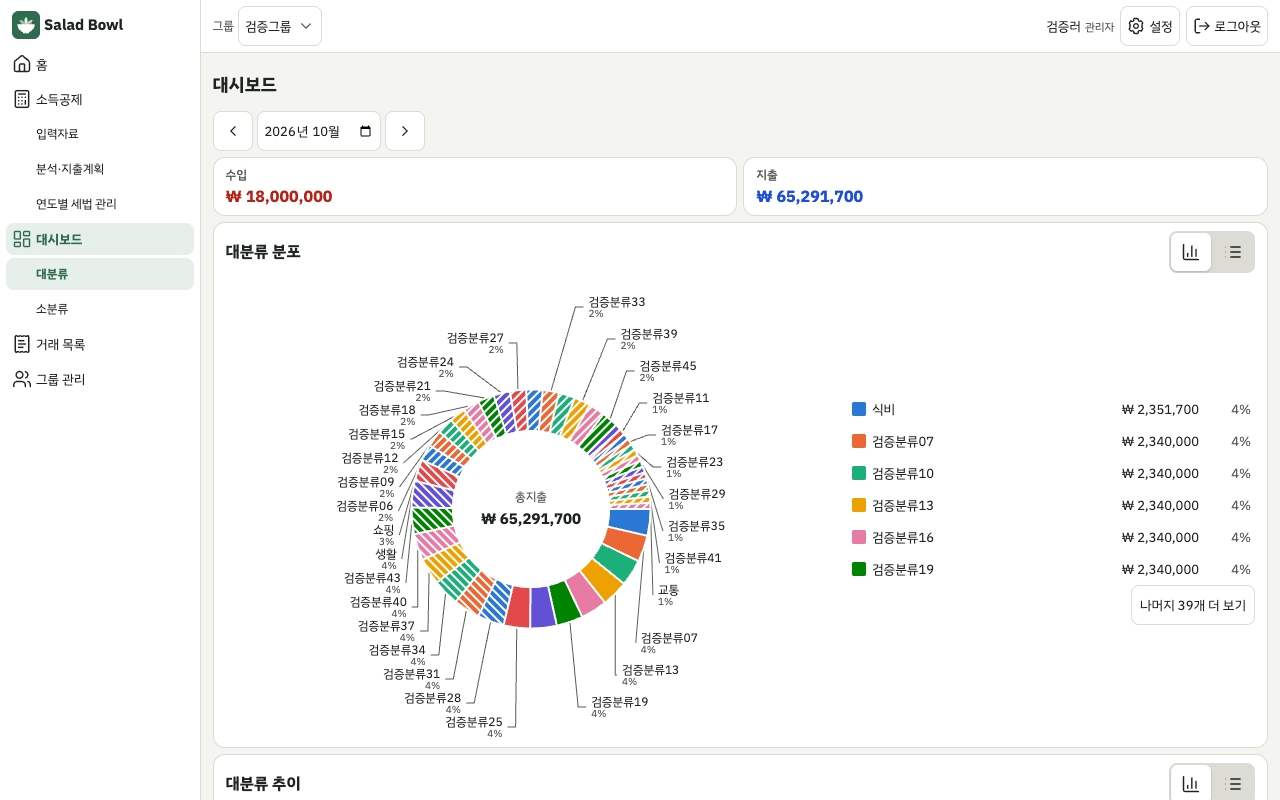 Salad Bowl
홈
소득공제
입력자료
분석·지출계획
연도별 세법 관리
대시보드
대분류
소분류
거래 목록
그룹 관리
그룹 검증그룹
검증러 관리자 설정 로그아웃
대시보드
2026년 10월
수입
₩ 18,000,000
지출
₩ 65,291,700
대분류 분포
검증분류33
2%
검증분류39
2%
검증분류45
2%
검증분류11
1%
검증분류17
1%
검증분류23
1%
검증분류29
1%
검증분류35
1%
검증분류41
1%
교통
1%
검증분류07
4%
검증분류13
4%
검증분류19
4%
검증분류27
2%
검증분류24
2%
검증분류21
2%
검증분류18
2%
검증분류15
2%
검증분류12
2%
검증분류09
2%
검증분류06
2%
쇼핑
3%
생활
4%
검증분류43
4%
검증분류40
4%
검증분류37
4%
검증분류34
4%
검증분류31
4%
검증분류28
4%
검증분류25
4%
총지출
₩ 65,291,700
식비 ₩ 2,351,700 4%
검증분류07 ₩ 2,340,000 4%
검증분류10 ₩ 2,340,000 4%
검증분류13 ₩ 2,340,000 4%
검증분류16 ₩ 2,340,000 4%
검증분류19 ₩ 2,340,000 4%
나머지 39개 더 보기
대분류 추이